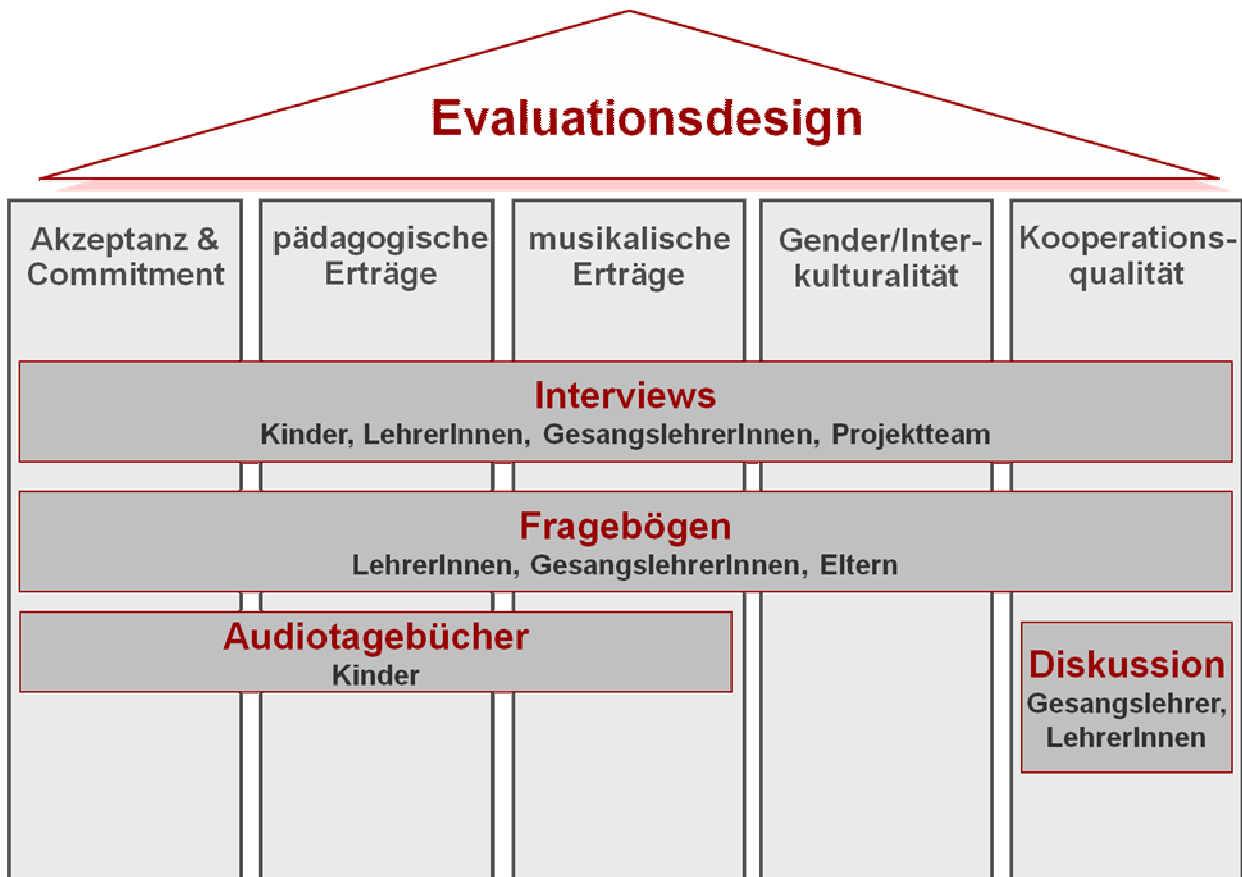 Evaluationsdesign
Akzeptanz &
Commitment
pädagogische
Erträge
musikalische
Erträge
Gender/Inter-
kulturalität
Kooperations-
qualität
Interviews
Kinder, LehrerInnen, GesangslehrerInnen, Projektteam
Fragebögen
LehrerInnen, GesangslehrerInnen, Eltern
Audiotagebücher
Kinder
Diskussion
Gesangslehrer,
LehrerInnen